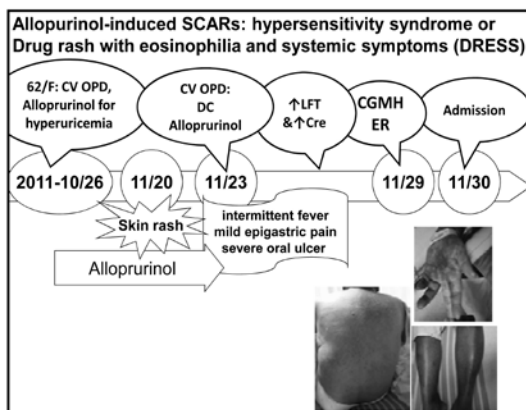 Allopurinol-induced SCARs: hypersensitivity syndrome or
Drug rash with eosinophilia and systemic symptoms (DRESS)
62/F: CV OPD,
Allopurinol for
hyperuricemia
CV OPD:
DC
Alloprurinol
↑LFT
&↑Cre
CGMH
ER
Admission
2011-10/26
11/20
11/23
11/29
11/30
Skin rash
intermittent fever
mild epigastric pain
severe oral ulcer
Alloprurinol